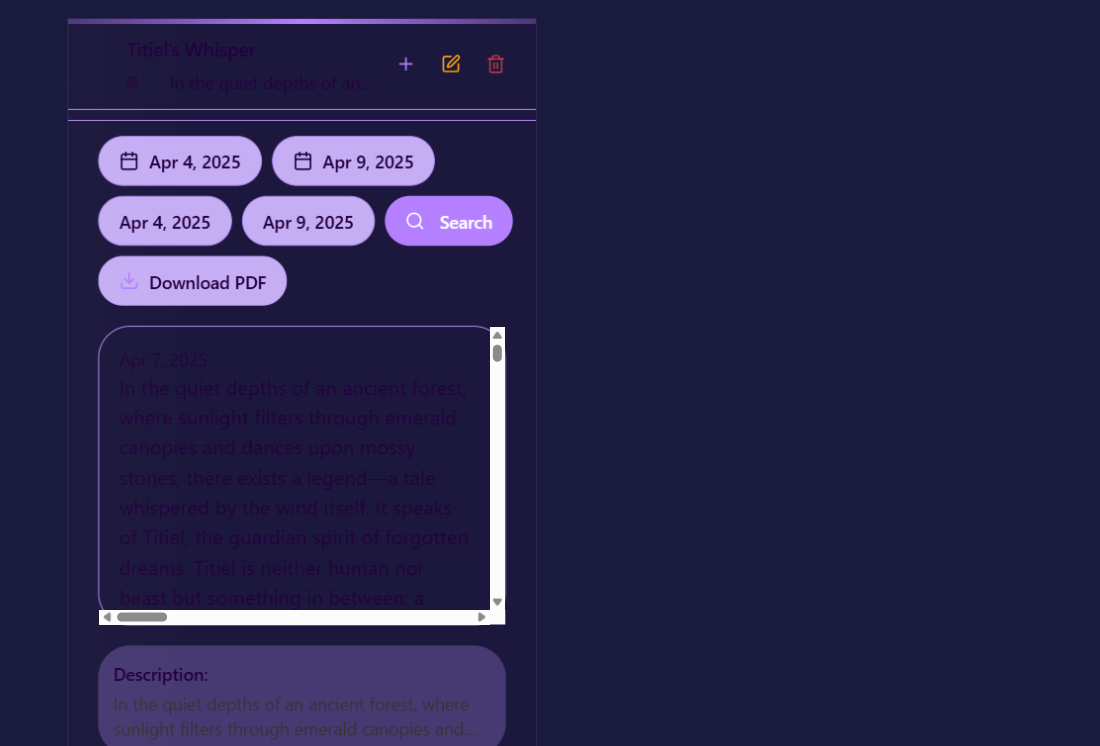 Titiel's Whisper
In the quiet depths of an...
Apr 4, 2025
Apr 9, 2025
Apr 4, 2025
Apr 9, 2025
Search
Download PDF
Apr 7, 2025
In the quiet depths of an ancient forest,
where sunlight filters through emerald
canopies and dances upon mossy
stones, there exists a legend—a tale
whispered by the wind itself. It speaks
of Titiel, the guardian spirit of forgotten
dreams. Titiel is neither human nor
beast but something in between: a
Description:
In the quiet depths of an ancient forest, where
sunlight filters through emerald canopies and...